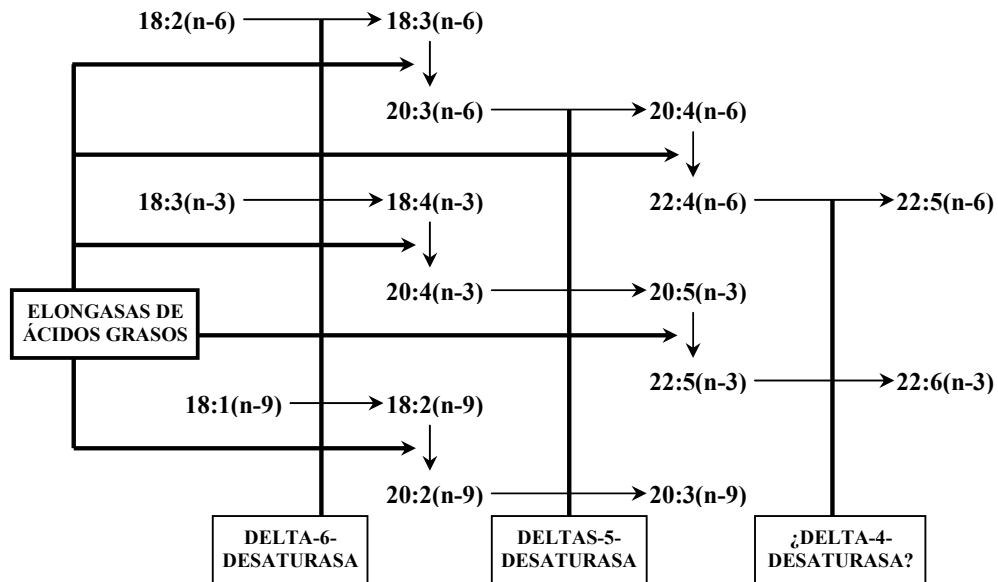 18:2(n-6) 18:3(n-6)
20:3(n-6) 20:4(n-6)
18:3(n-3) 18:4(n-3) 22:4(n-6) 22:5(n-6)
20:4(n-3) 20:5(n-3)
ELONGASAS DE
ÁCIDOS GRASOS
22:5(n-3) 22:6(n-3)
18:1(n-9) 18:2(n-9)
20:2(n-9) 20:3(n-9)
DELTA-6-
DESATURASA
DELTAS-5-
DESATURASA
¿DELTA-4-
DESATURASA?